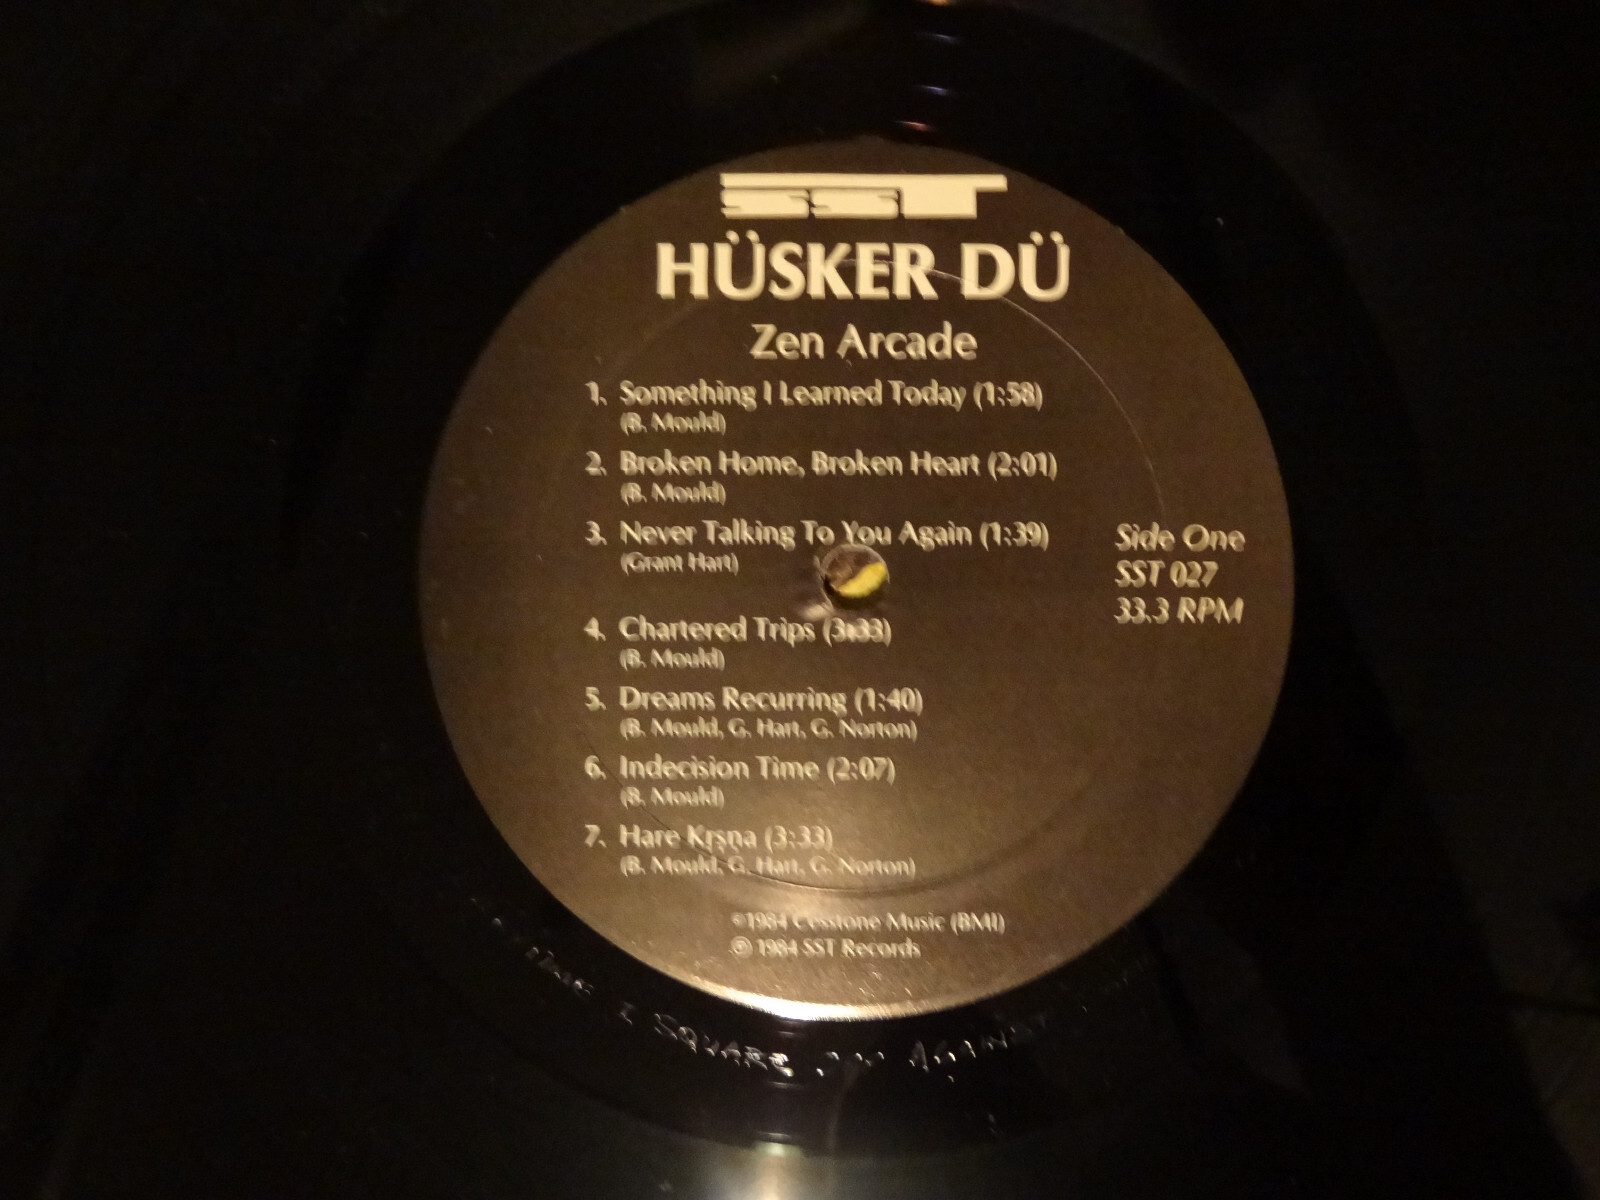 SST
HÜSKER DÜ
Zen Arcade
1. Something I Learned Today (1:58)
(B. Mould)
2. Broken Home, Broken Heart (2:01)
(B. Mould)
3. Never Talking To You Again (1:39)
(Grant Hart)
4. Chartered Trips (3:33)
(B. Mould)
5. Dreams Recurring (1:40)
(B. Mould, G. Hart, G. Norton)
6. Indecision Time (2:07)
(B. Mould)
7. Hare Kṛṣṇa (3:33)
(B. Mould, G. Hart, G. Norton)
Side One
SST 027
33.3 RPM
©1984 Cesstone Music (BMI)
℗ 1984 SST Records
I SQUARE AGAINST